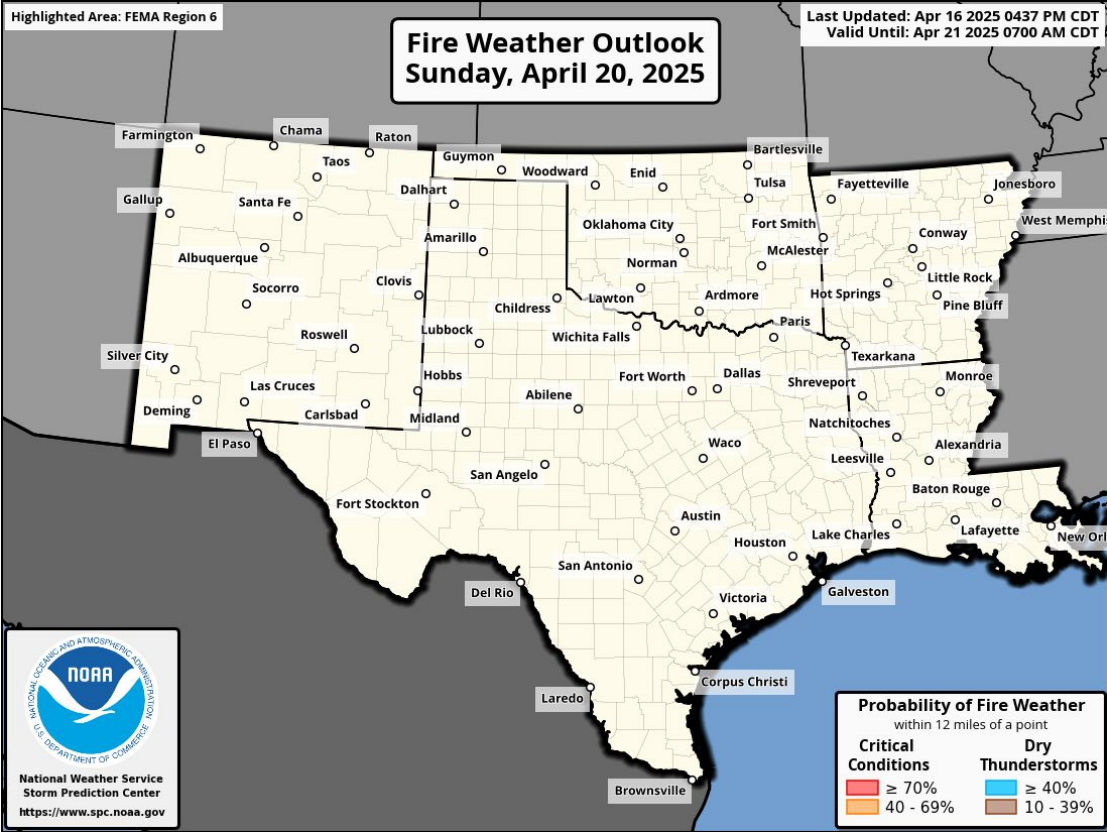 Highlighted Area: FEMA Region 6
Fire Weather Outlook
Sunday, April 20, 2025
Last Updated: Apr 16 2025 0437 PM CDT
Valid Until: Apr 21 2025 0700 AM CDT
Farmington
Chama
Raton
Taos
Guymon
Woodward
Enid
Bartlesville
Tulsa
Fayetteville
Jonesboro
Gallup
Santa Fe
Dalhart
Oklahoma City
Fort Smith
West Memphis
Albuquerque
Amarillo
Norman
McAlester
Conway
Little Rock
Socorro
Clovis
Childress
Lawton
Ardmore
Hot Springs
Pine Bluff
Roswell
Lubbock
Wichita Falls
Paris
Texarkana
Silver City
Las Cruces
Hobbs
Abilene
Fort Worth
Dallas
Shreveport
Monroe
Deming
Carlsbad
Midland
Natchitoches
El Paso
Waco
Leesville
Alexandria
San Angelo
Fort Stockton
Baton Rouge
Austin
Houston
Lake Charles
Lafayette
New Orl
San Antonio
Del Rio
Victoria
Galveston
Laredo
Corpus Christi
Brownsville
NATIONAL OCEANIC AND ATMOSPHERIC ADMINISTRATION
NOAA
U.S. DEPARTMENT OF COMMERCE
National Weather Service
Storm Prediction Center
https://www.spc.noaa.gov
Probability of Fire Weather
within 12 miles of a point
Critical Conditions
Dry Thunderstorms
≥ 70%
≥ 40%
40 - 69%
10 - 39%